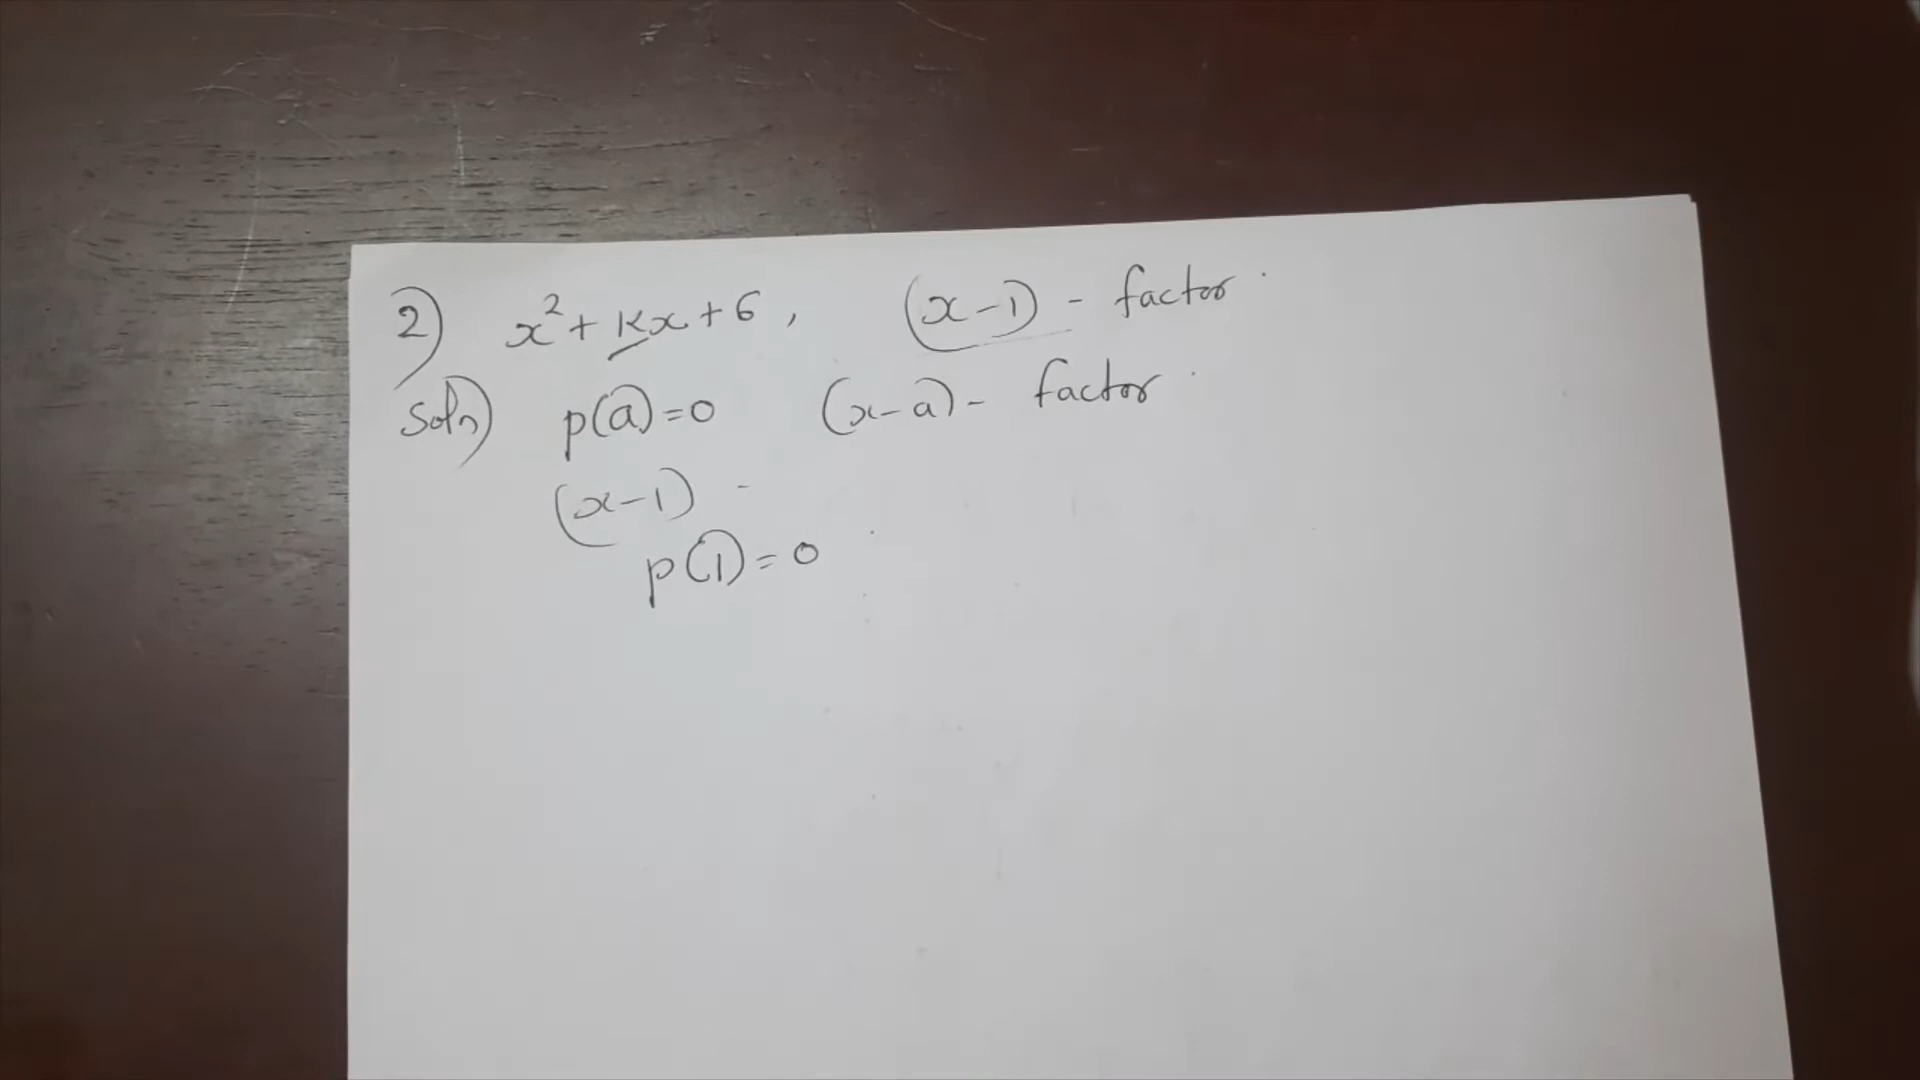 2) x² + kx + 6, (x-1) - factor.
Soln) p(a) = 0 (x-a) - factor.
(x-1) -
p(1) = 0